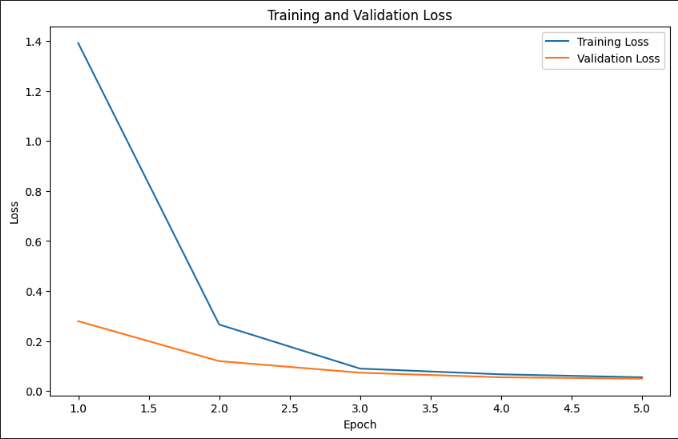 Training and Validation Loss
Training Loss
Validation Loss
Loss
1.4
1.2
1.0
0.8
0.6
0.4
0.2
0.0
1.0 1.5 2.0 2.5 3.0 3.5 4.0 4.5 5.0
Epoch